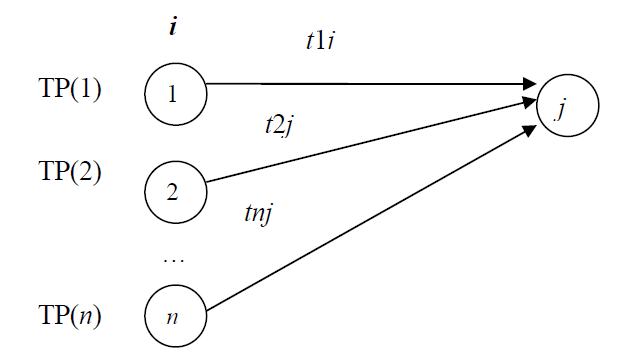 i
t1i
TP(1) 1 j
t2j
TP(2) 2
tnj
...
TP(n) n